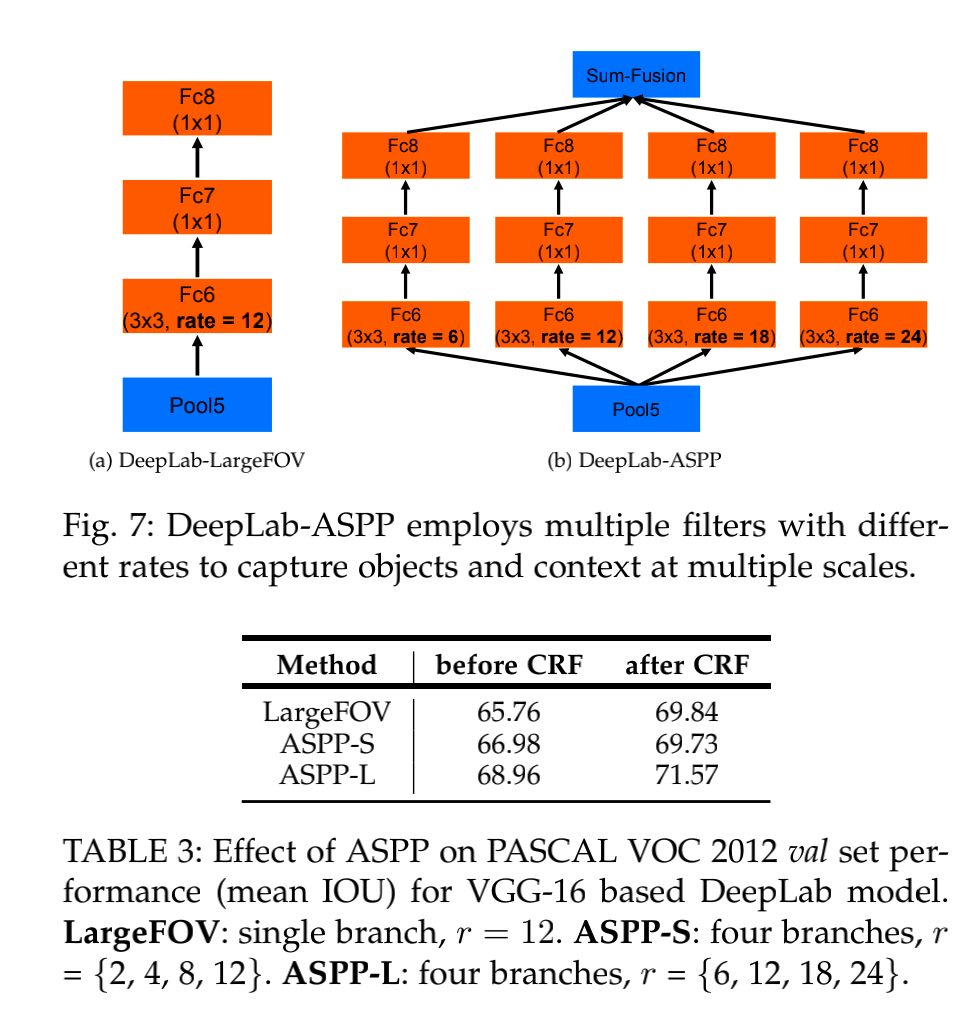 Fc8
(1x1)
Fc7
(1x1)
Fc6
(3x3, rate = 12)
Pool5
(a) DeepLab-LargeFOV
Sum-Fusion
Fc8
(1x1)
Fc8
(1x1)
Fc8
(1x1)
Fc8
(1x1)
Fc7
(1x1)
Fc7
(1x1)
Fc7
(1x1)
Fc7
(1x1)
Fc6
(3x3, rate = 6)
Fc6
(3x3, rate = 12)
Fc6
(3x3, rate = 18)
Fc6
(3x3, rate = 24)
Pool5
(b) DeepLab-ASPP
Fig. 7: DeepLab-ASPP employs multiple filters with differ-
ent rates to capture objects and context at multiple scales.
Method before CRF after CRF
LargeFOV 65.76 69.84
ASPP-S 66.98 69.73
ASPP-L 68.96 71.57
TABLE 3: Effect of ASPP on PASCAL VOC 2012 val set per-
formance (mean IOU) for VGG-16 based DeepLab model.
LargeFOV: single branch, r = 12. ASPP-S: four branches, r
= {2, 4, 8, 12}. ASPP-L: four branches, r = {6, 12, 18, 24}.